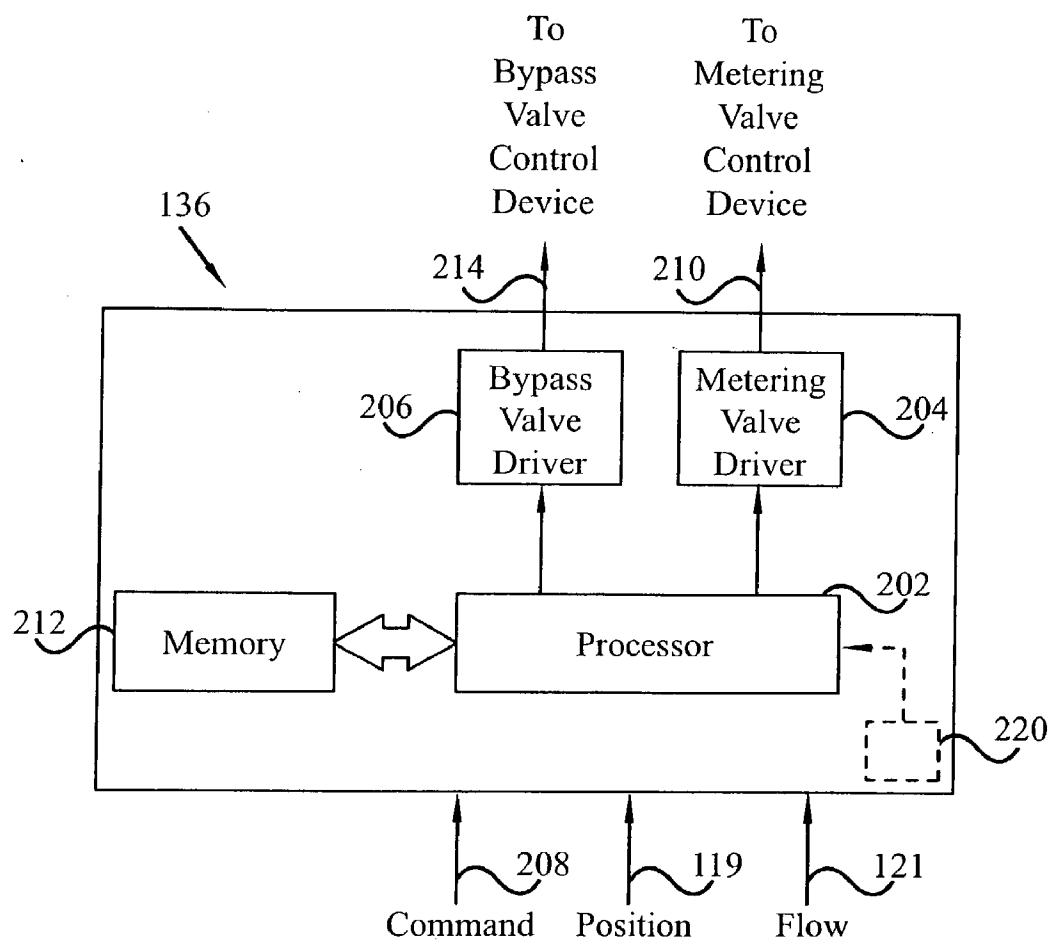 To
Bypass
Valve
Control
Device
To
Metering
Valve
Control
Device
136
214
210
Bypass
Valve
Driver
206
Metering
Valve
Driver
204
202
212
Memory
Processor
220
208
119
121
Command
Position
Flow